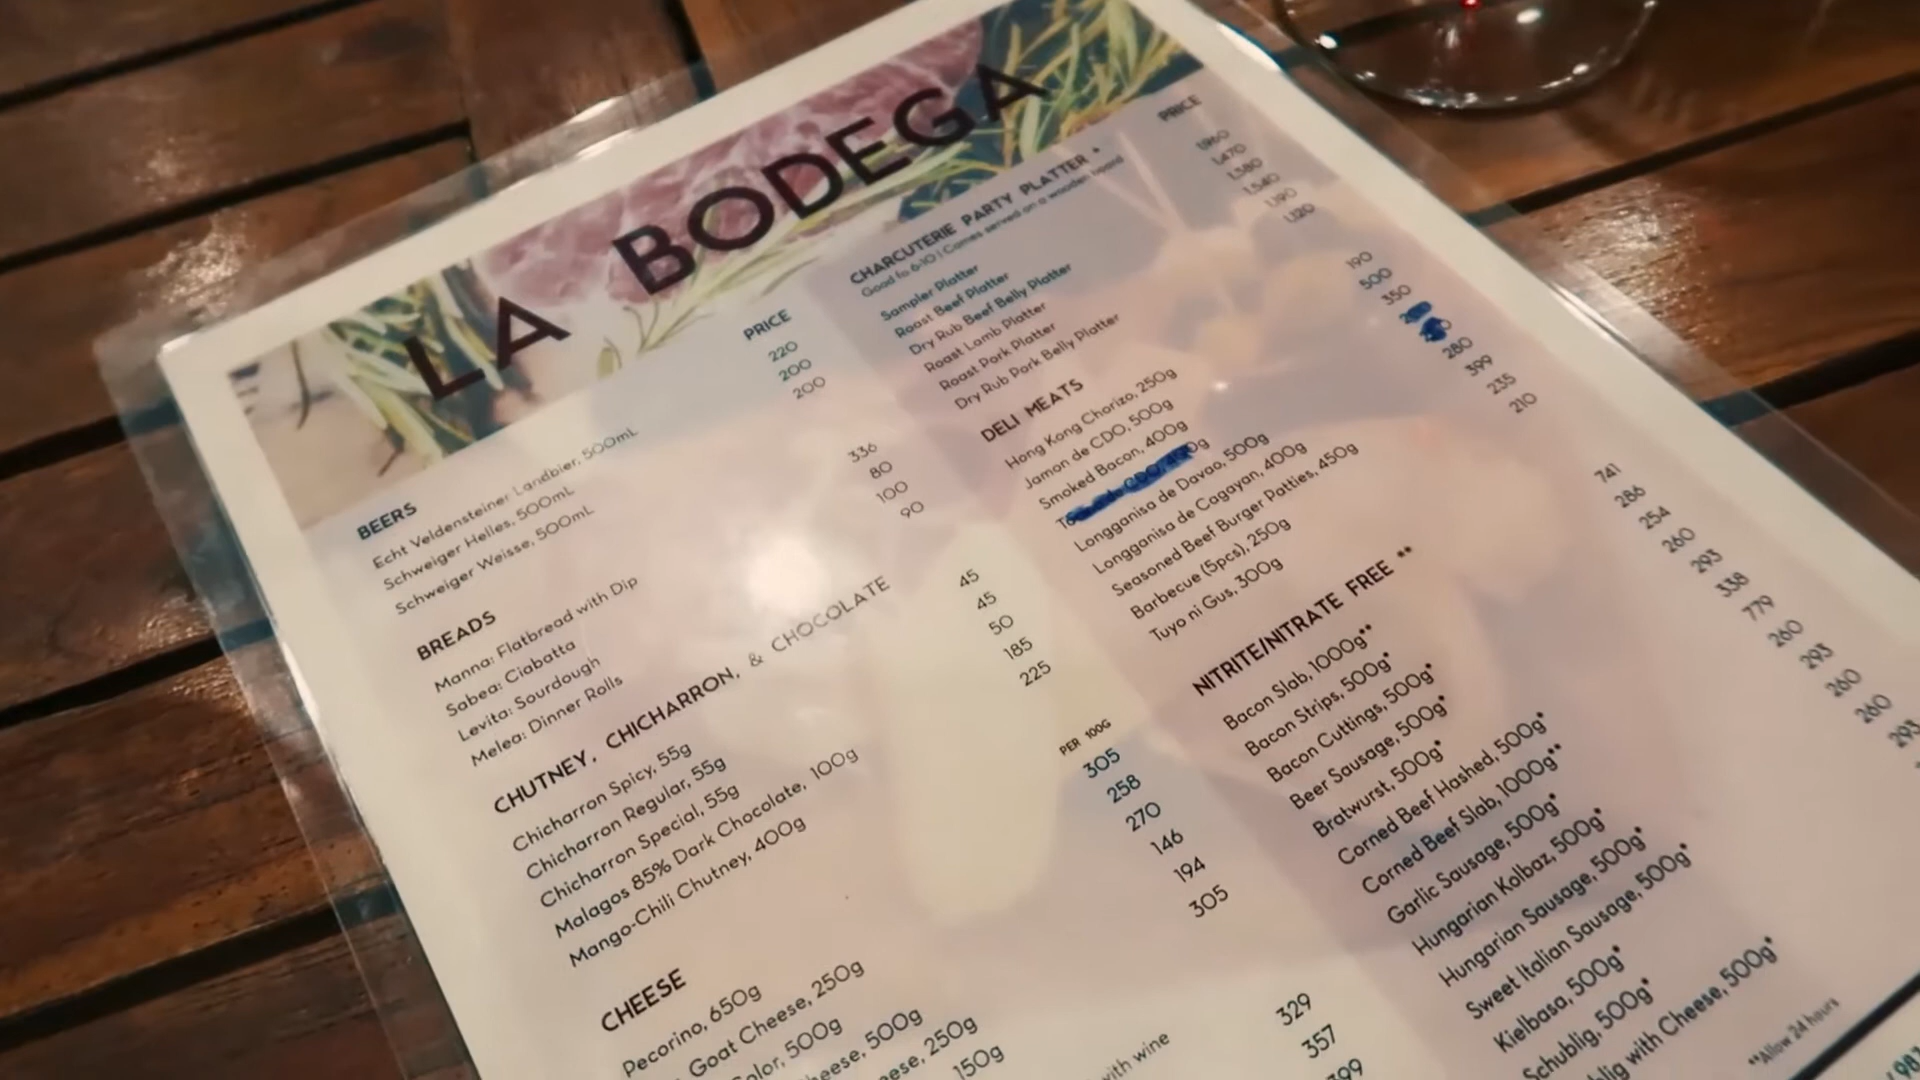 LA BODEGA
PRICE
BEERS
Echt Veldensteiner Landbier, 500mL 220
Schweiger Helles, 500mL 200
Schweiger Weisse, 500mL 200
BREADS
Manna: Flatbread with Dip 336
Sabea: Ciabatta 80
Levita: Sourdough 100
Melea: Dinner Rolls 90
CHUTNEY, CHICHARRON, & CHOCOLATE
Chicharron Spicy, 55g 45
Chicharron Regular, 55g 45
Chicharron Special, 55g 50
Malagos 85% Dark Chocolate, 100g 185
Mango-Chili Chutney, 400g 225
CHEESE PER 100G
Pecorino, 650g 305
Goat Cheese, 250g 258
500g 270
500g 146
250g 194
150g 305
with wine
329
357
PRICE
CHARCUTERIE PARTY PLATTER *
Good fo 6-10 | Comes served on a wooden board
Sampler Platter 1,960
Roast Beef Platter 1,470
Dry Rub Beef Belly Platter 1,380
Roast Lamb Platter 1,540
Roast Pork Platter 1,190
Dry Rub Pork Belly Platter 1,120
DELI MEATS
Hong Kong Chorizo, 250g 190
Jamon de CDO, 500g 500
Smoked Bacon, 400g 350
Longganisa de Davao, 500g
Longganisa de Cagayan, 400g 280
Seasoned Beef Burger Patties, 450g 399
Barbecue (5pcs), 250g 235
Tuyo ni Gus, 300g 210
NITRITE/NITRATE FREE **
Bacon Slab, 1000g** 741
Bacon Strips, 500g* 286
Bacon Cuttings, 500g* 254
Beer Sausage, 500g* 260
Bratwurst, 500g* 293
Corned Beef Hashed, 500g* 338
Corned Beef Slab, 1000g** 779
Garlic Sausage, 500g* 260
Hungarian Kolbaz, 500g* 293
Hungarian Sausage, 500g* 260
Sweet Italian Sausage, 500g* 260
Kielbasa, 500g* 293
Schublig, 500g*
with Cheese, 500g*
**Allow 24 hours